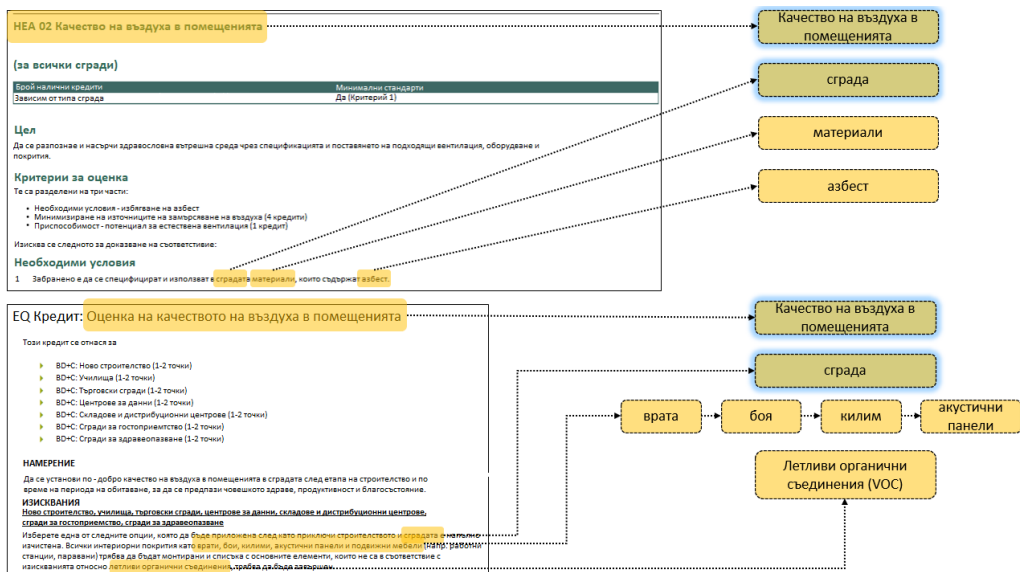 HEA 02 Качество на въздуха в помещенията
(за всички сгради)
Брой налични кредити Минимални стандарти
Зависим от типа сграда Да (Критерий 1)
Цел
Да се разпознае и насърчи здравословна вътрешна среда чрез спецификацията и поставянето на подходящи вентилация, оборудване и
покрития.
Критерии за оценка
Те са разделени на три части:
• Необходими условия - избягване на азбест
• Минимизиране на източниците на замърсяване на въздуха (4 кредити)
• Приспособимост - потенциал за естествена вентилация (1 кредит)
Изисква се следното за доказване на съответствие:
Необходими условия
1 Забранено е да се специфицират и използват в сградата материали, които съдържат азбест.
Качество на въздуха в
помещенията
сграда
материали
азбест
EQ Кредит: Оценка на качеството на въздуха в помещенията
Този кредит се отнася за
BD+C: Ново строителство (1-2 точки)
BD+C: Училища (1-2 точки)
BD+C: Търговски сгради (1-2 точки)
BD+C: Центрове за данни (1-2 точки)
BD+C: Складове и дистрибуционни центрове (1-2 точки)
BD+C: Сгради за гостоприемство (1-2 точки)
BD+C: Сгради за здравеопазване (1-2 точки)
НАМЕРЕНИЕ
Да се установи по - добро качество на въздуха в помещенията в сградата след етапа на строителство и по
време на периода на обитаване, за да се предпази човешкото здраве, продуктивност и благосъстояние.
ИЗИСКВАНИЯ
Ново строителство, училища, търговски сгради, центрове за данни, складове и дистрибуционни центрове,
сгради за гостоприемство, сгради за здравеопазване
Изберете една от следните опции, която да бъде приложена след като приключи строителството и сградата е напълно
изчистена. Всички интериорни покрития като врати, бои, килими, акустични панели и подвижни мебели (напр. работни
станции, паравани) трябва да бъдат монтирани и списъка с основните елементи, които не са в съответствие с
изискванията относно летливи органични съединения, трябва да бъде завършен.
Качество на въздуха в
помещенията
сграда
врата
боя
килим
акустични
панели
Летливи органични
съединения (VOC)